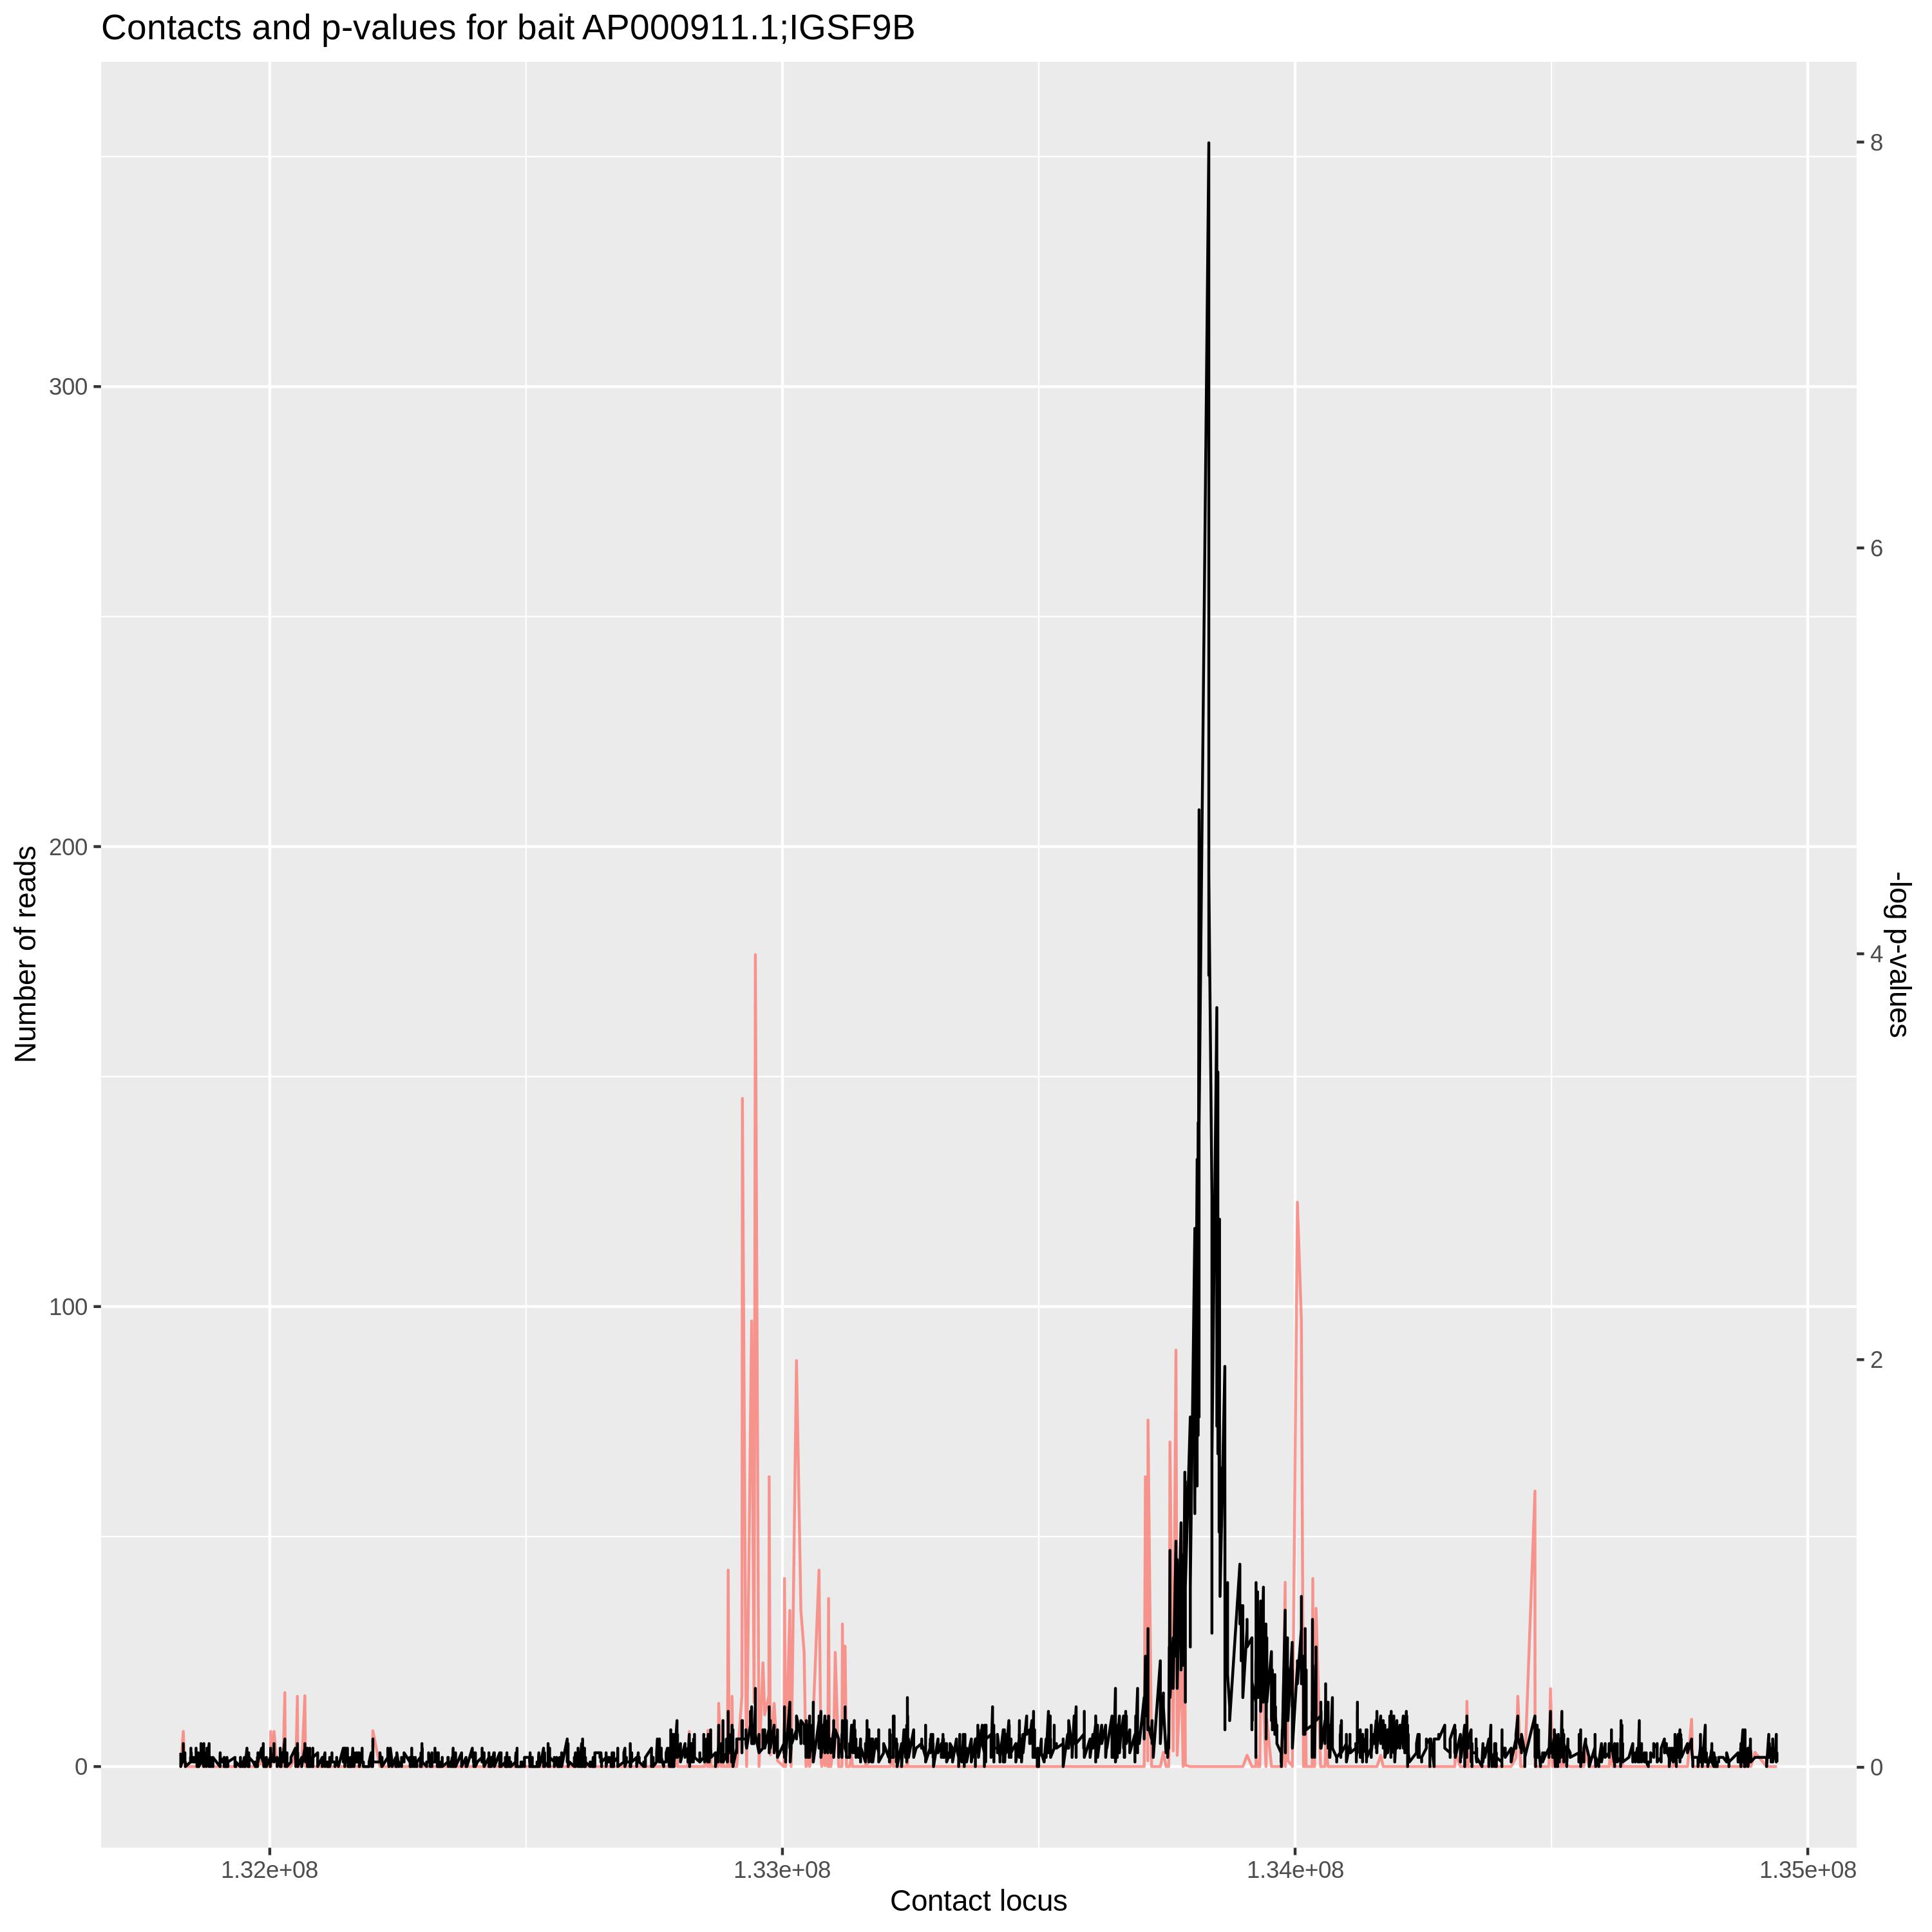 Contacts and p-values for bait AP000911.1;IGSF9B
Number of reads
300
200
100
0
8
6
4
2
0
-log p-values
1.32e+08
1.33e+08
1.34e+08
1.35e+08
Contact locus